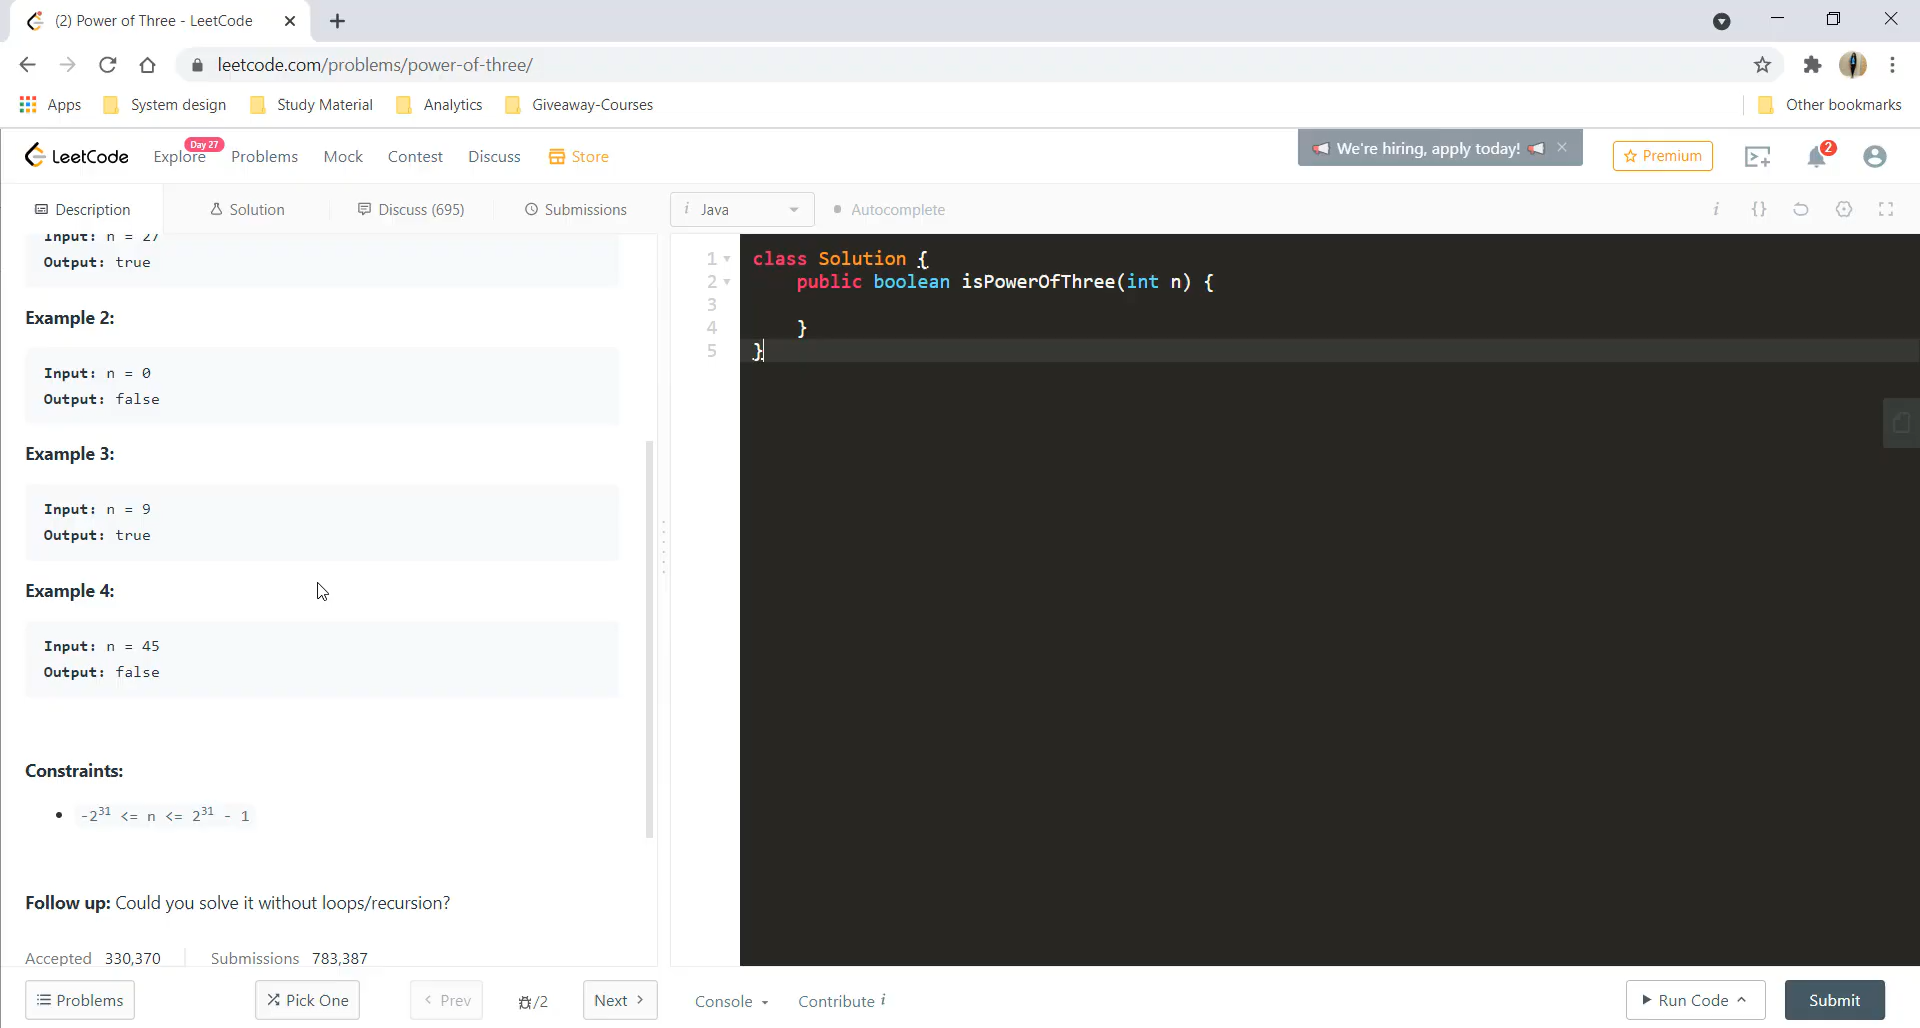 (2) Power of Three - LeetCode
leetcode.com/problems/power-of-three/
Apps System design Study Material Analytics Giveaway-Courses Other bookmarks
LeetCode Explore Day 27 Problems Mock Contest Discuss Store We're hiring, apply today! Premium 2
Description Solution Discuss (695) Submissions i Java Autocomplete i {}
Input: n = 27
Output: true
Example 2:
Input: n = 0
Output: false
Example 3:
Input: n = 9
Output: true
Example 4:
Input: n = 45
Output: false
Constraints:
-2^31 <= n <= 2^31 - 1
Follow up: Could you solve it without loops/recursion?
Accepted 330,370 Submissions 783,387
1 class Solution {
2 public boolean isPowerOfThree(int n) {
3
4 }
5 }
Problems Pick One < Prev /2 Next > Console Contribute i Run Code Submit